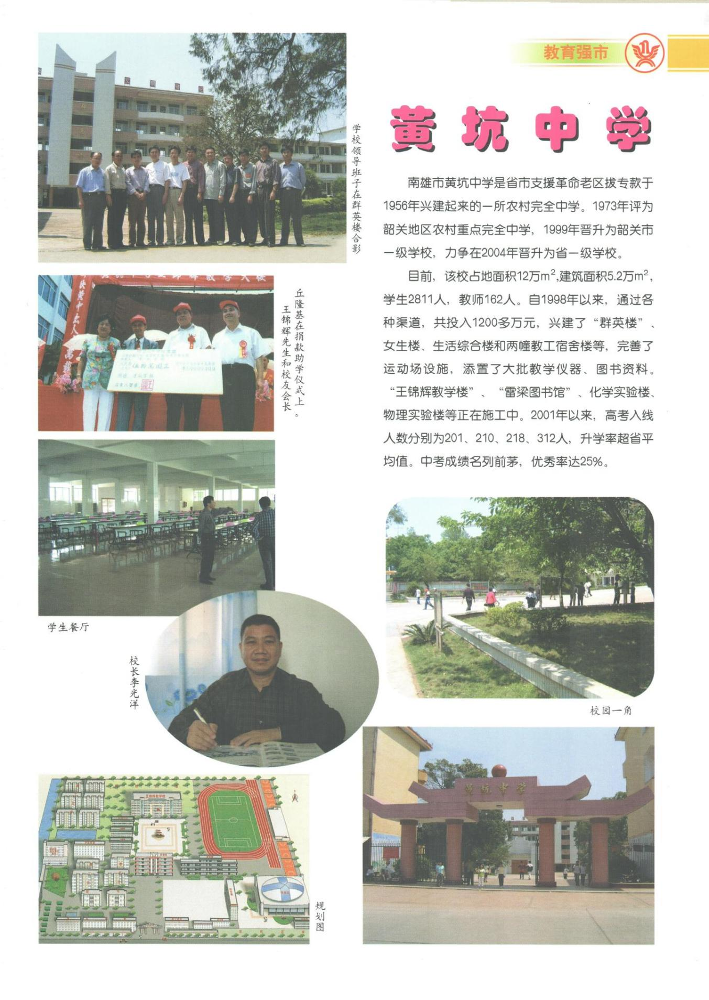 教育强市
黄坑中学
学校领导班子在群英楼合影
南雄市黄坑中学是省市支援革命老区拔专款于
1956年兴建起来的一所农村完全中学。1973年评为
韶关地区农村重点完全中学，1999年晋升为韶关市
一级学校，力争在2004年晋升为省一级学校。
目前，该校占地面积12万m²,建筑面积5.2万m²，
学生2811人，教师162人。自1998年以来，通过各
种渠道，共投入1200多万元，兴建了“群英楼”、
女生楼、生活综合楼和两幢教工宿舍楼等，完善了
运动场设施，添置了大批教学仪器、图书资料。
“王锦辉教学楼”、“雷梁图书馆”、化学实验楼、
物理实验楼等正在施工中。2001年以来，高考入线
人数分别为201、210、218、312人，升学率超省平
均值。中考成绩名列前茅，优秀率达25%。
王锦辉先生和校友会长
丘隆基在捐款助学仪式上。
学生餐厅
校长李光洋
校园一角
黄坑中学
王锦辉教学楼
规划图